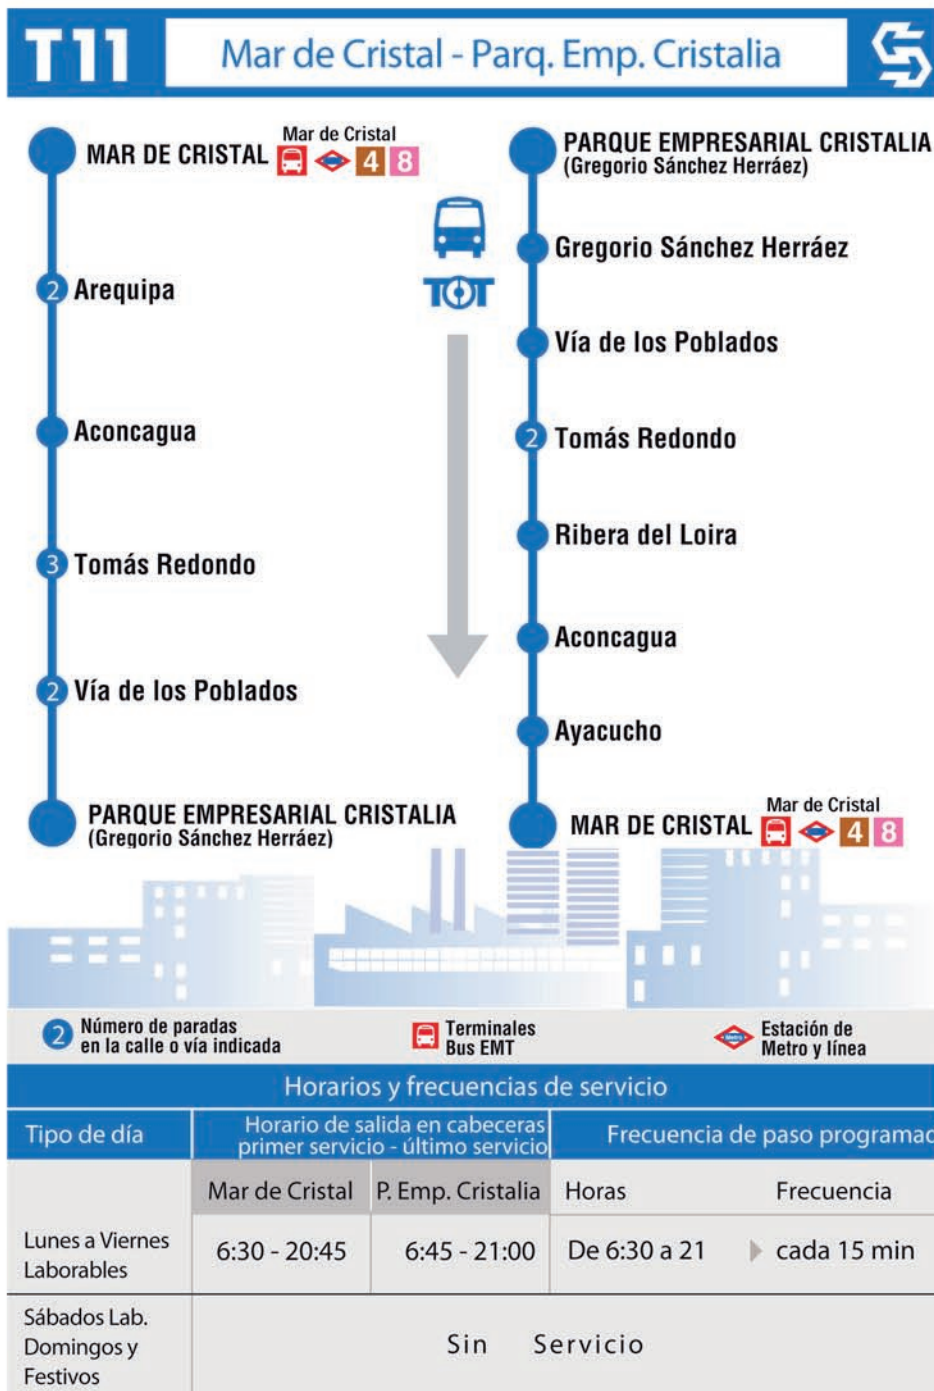 T11
Mar de Cristal - Parq. Emp. Cristalia
MAR DE CRISTAL
Mar de Cristal
4 8
2 Arequipa
Aconcagua
3 Tomás Redondo
2 Vía de los Poblados
PARQUE EMPRESARIAL CRISTALIA
(Gregorio Sánchez Herráez)
PARQUE EMPRESARIAL CRISTALIA
(Gregorio Sánchez Herráez)
Gregorio Sánchez Herráez
Vía de los Poblados
2 Tomás Redondo
Ribera del Loira
Aconcagua
Ayacucho
MAR DE CRISTAL
Mar de Cristal
4 8
2 Número de paradas
en la calle o vía indicada
Terminales
Bus EMT
Metro
Estación de
Metro y línea
Horarios y frecuencias de servicio
Tipo de día
Horario de salida en cabeceras
primer servicio - último servicio
Frecuencia de paso programad
Mar de Cristal P. Emp. Cristalia Horas Frecuencia
Lunes a Viernes
Laborables
6:30 - 20:45 6:45 - 21:00 De 6:30 a 21 cada 15 min
Sábados Lab.
Domingos y
Festivos
Sin Servicio